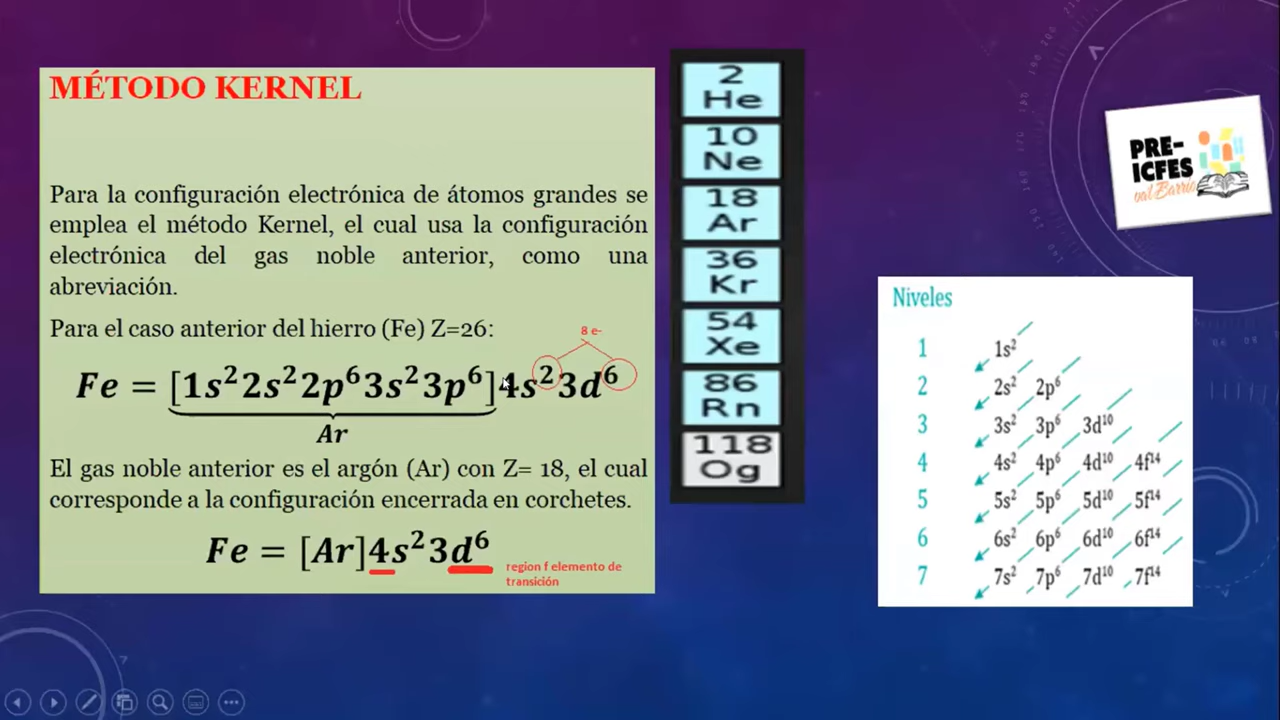 MÉTODO KERNEL
Para la configuración electrónica de átomos grandes se
emplea el método Kernel, el cual usa la configuración
electrónica del gas noble anterior, como una
abreviación.
Para el caso anterior del hierro (Fe) Z=26:
8 e-
Fe = [1s²2s²2p⁶3s²3p⁶]4s²3d⁶
Ar
El gas noble anterior es el argón (Ar) con Z= 18, el cual
corresponde a la configuración encerrada en corchetes.
Fe = [Ar]4s²3d⁶
region f elemento de
transición
2
He
10
Ne
18
Ar
36
Kr
54
Xe
86
Rn
118
Og
PRE-
ICFES
Niveles
1 1s²
2 2s² 2p⁶
3 3s² 3p⁶ 3d¹⁰
4 4s² 4p⁶ 4d¹⁰ 4f¹⁴
5 5s² 5p⁶ 5d¹⁰ 5f¹⁴
6 6s² 6p⁶ 6d¹⁰ 6f¹⁴
7 7s² 7p⁶ 7d¹⁰ 7f¹⁴